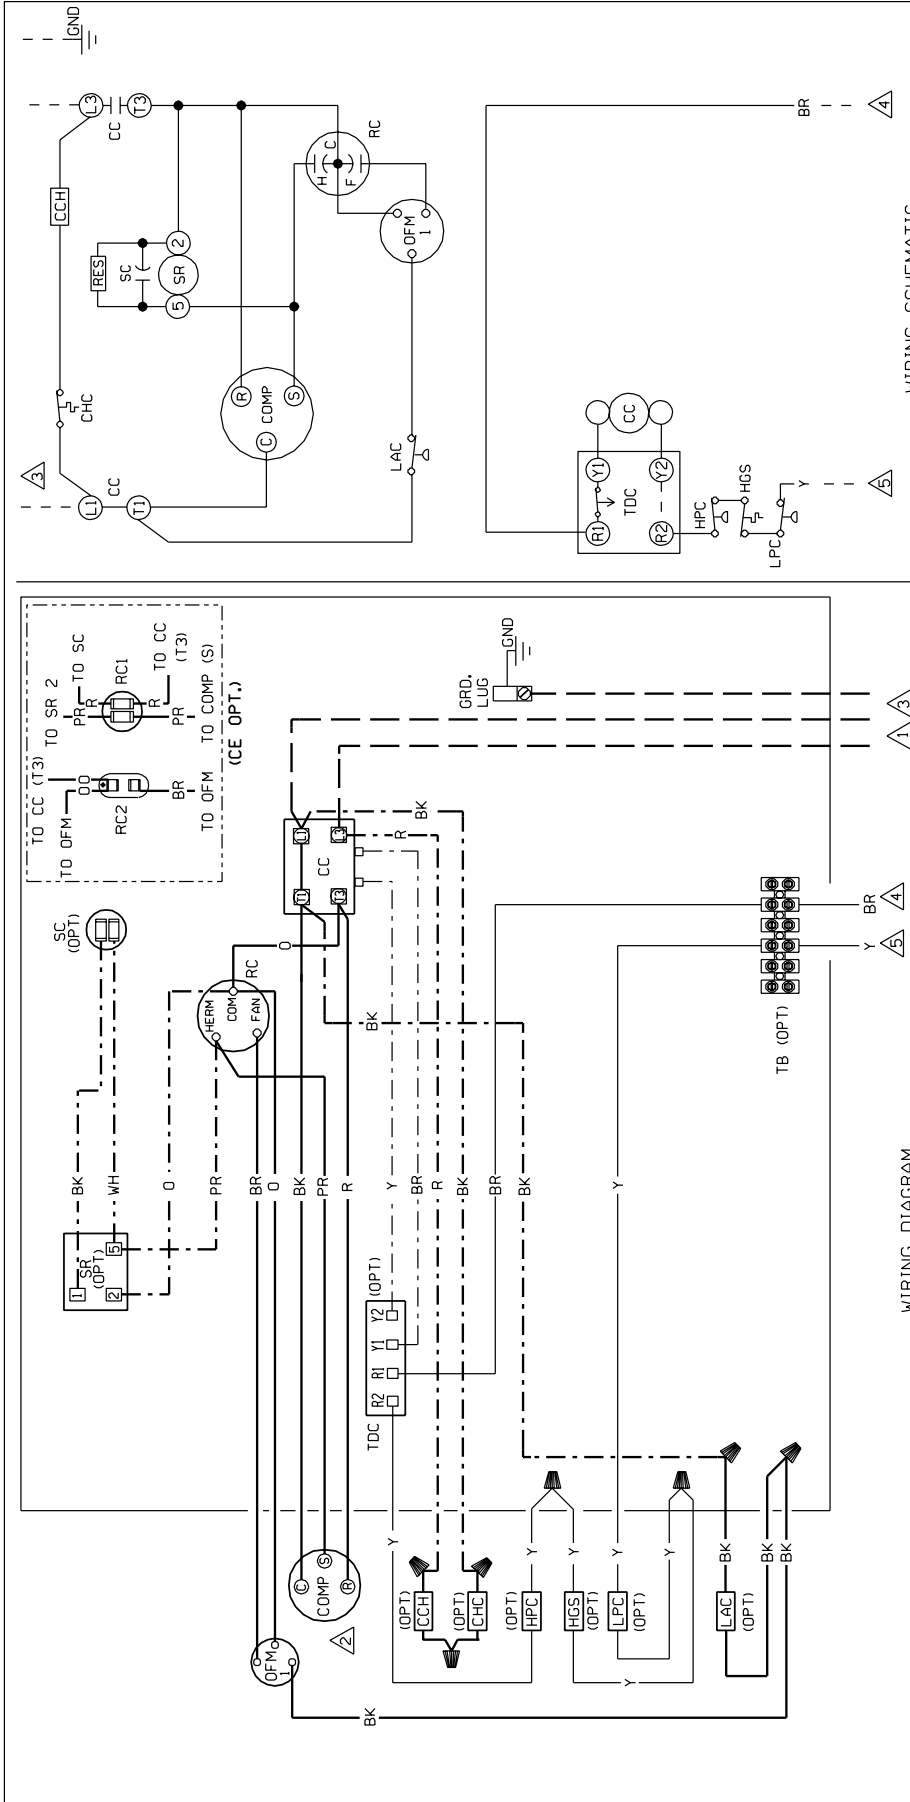 SC
(OPT)
BK
WH
1
2
5
SR
(OPT)
TO CC (T3)
TO OFM
O
O
RC2
BR
TO OFM
TO SR 2
TO SC
PR
R
RC1
R
PR
TO CC
(T3)
TO COMP (S)
(CE OPT.)
O
PR
BR
O
HERM
COM
FAN
RC
O
BK
PR
R
T1
L1
T3
L3
CC
BK
R
BK
OFM
1
C
S
R
COMP
2
BK
Y
BR
R
BK
BR
BK
(OPT)
R2
R1
Y1
Y2
TDC
Y
(OPT)
CCH
(OPT)
CHC
(OPT)
HPC
Y
HGS
(OPT)
Y
LPC
(OPT)
Y
Y
Y
Y
LAC
(OPT)
BK
BK
BK
BK
GRD.
LUG
GND
TB (OPT)
Y
5
BR
4
1
3
WIRING DIAGRAM
3
GND
L1
CC
T1
CHC
CCH
L3
CC
T3
RES
SC
5
SR
2
R
S
C
COMP
H
C
F
RC
OFM
1
LAC
R1
Y1
TDC
R2
Y2
CC
HPC
HGS
LPC
Y
5
BR
4
WIRING SCHEMATIC